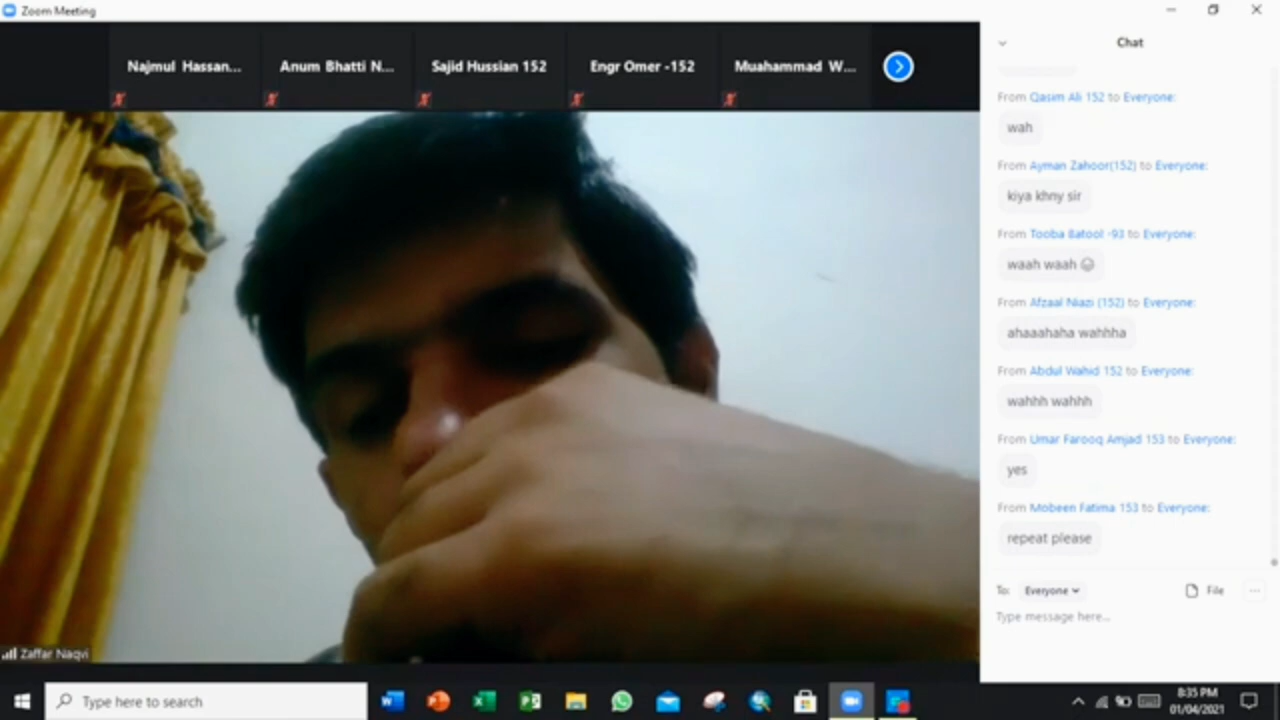 Zoom Meeting
Najmul Hassan...
Anum Bhatti N...
Sajid Hussian 152
Engr Omer -152
Muahammad W...
Zaffar Naqvi
Chat
From Qasim Ali 152 to Everyone:
wah
From Ayman Zahoor(152) to Everyone:
kiya khny sir
From Tooba Batool -93 to Everyone:
waah waah
From Afzaal Niazi (152) to Everyone:
ahaaahaha wahhha
From Abdul Wahid 152 to Everyone:
wahhh wahhh
From Umar Farooq Amjad 153 to Everyone:
yes
From Mobeen Fatima 153 to Everyone:
repeat please
To: Everyone File
Type message here...
Type here to search
8:35 PM
01/04/2021